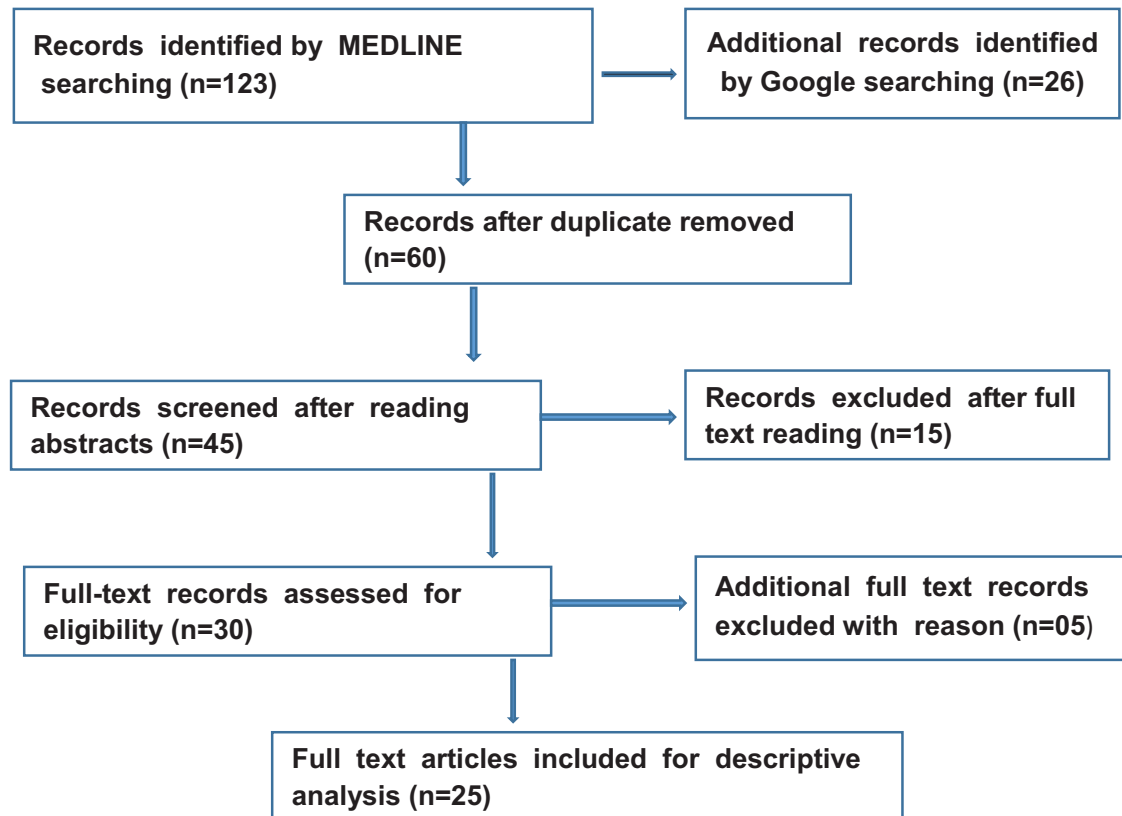 Records identified by MEDLINE
searching (n=123)
Additional records identified
by Google searching (n=26)
Records after duplicate removed
(n=60)
Records screened after reading
abstracts (n=45)
Records excluded after full
text reading (n=15)
Full-text records assessed for
eligibility (n=30)
Additional full text records
excluded with reason (n=05)
Full text articles included for descriptive
analysis (n=25)